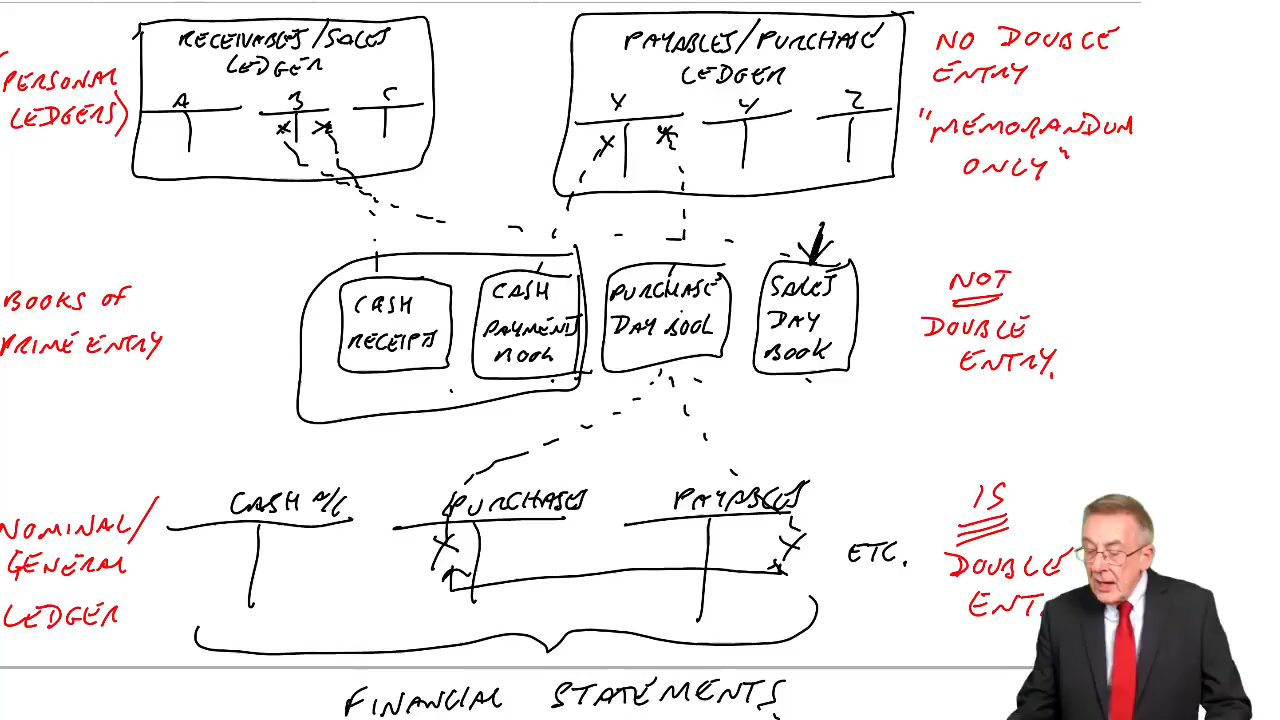 RECEIVABLES/SALES
LEDGER
A B C
X X
(PERSONAL
LEDGERS)
PAYABLES/PURCHASE
LEDGER
X Y Z
X X
NO DOUBLE
ENTRY
"MEMORANDUM
ONLY"
BOOKS OF
PRIME ENTRY
CASH
RECEIPTS
CASH
PAYMENTS
BOOK
PURCHASES
DAY BOOK
SALES
DAY
BOOK
NOT
DOUBLE
ENTRY.
NOMINAL/
GENERAL
LEDGER
CASH A/C
PURCHASES
X
PAYABLES
X
ETC.
IS
DOUBLE
ENT
FINANCIAL STATEMENTS